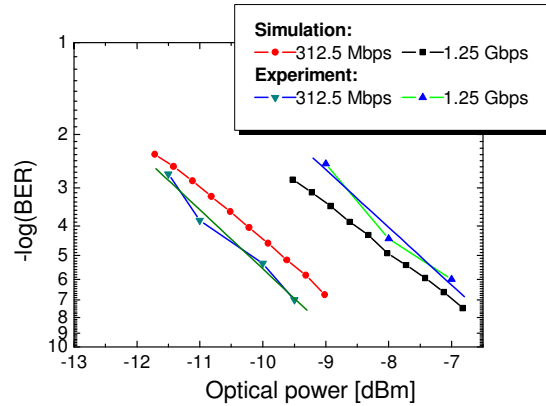 Simulation:
312.5 Mbps 1.25 Gbps
Experiment:
312.5 Mbps 1.25 Gbps
1
2
3
4
5
6
7
8
9
10
-log(BER)
-13 -12 -11 -10 -9 -8 -7
Optical power [dBm]